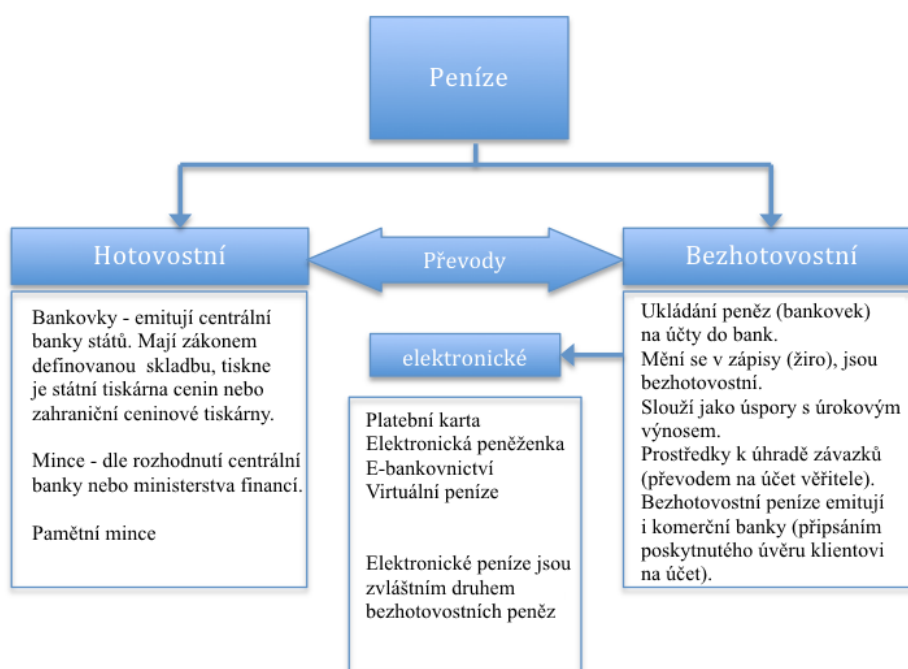 Peníze
Hotovostní
Převody
Bezhotovostní
Bankovky - emitují centrální
banky států. Mají zákonem
definovanou skladbu, tiskne
je státní tiskárna cenin nebo
zahraniční ceninové tiskárny.
Mince - dle rozhodnutí centrální
banky nebo ministerstva financí.
Pamětní mince
elektronické
Platební karta
Elektronická peněženka
E-bankovnictví
Virtuální peníze
Elektronické peníze jsou
zvláštním druhem
bezhotovostních peněz
Ukládání peněz (bankovek)
na účty do bank.
Mění se v zápisy (žiro), jsou
bezhotovostní.
Slouží jako úspory s úrokovým
výnosem.
Prostředky k úhradě závazků
(převodem na účet věřitele).
Bezhotovostní peníze emitují
i komerční banky (připsáním
poskytnutého úvěru klientovi
na účet).